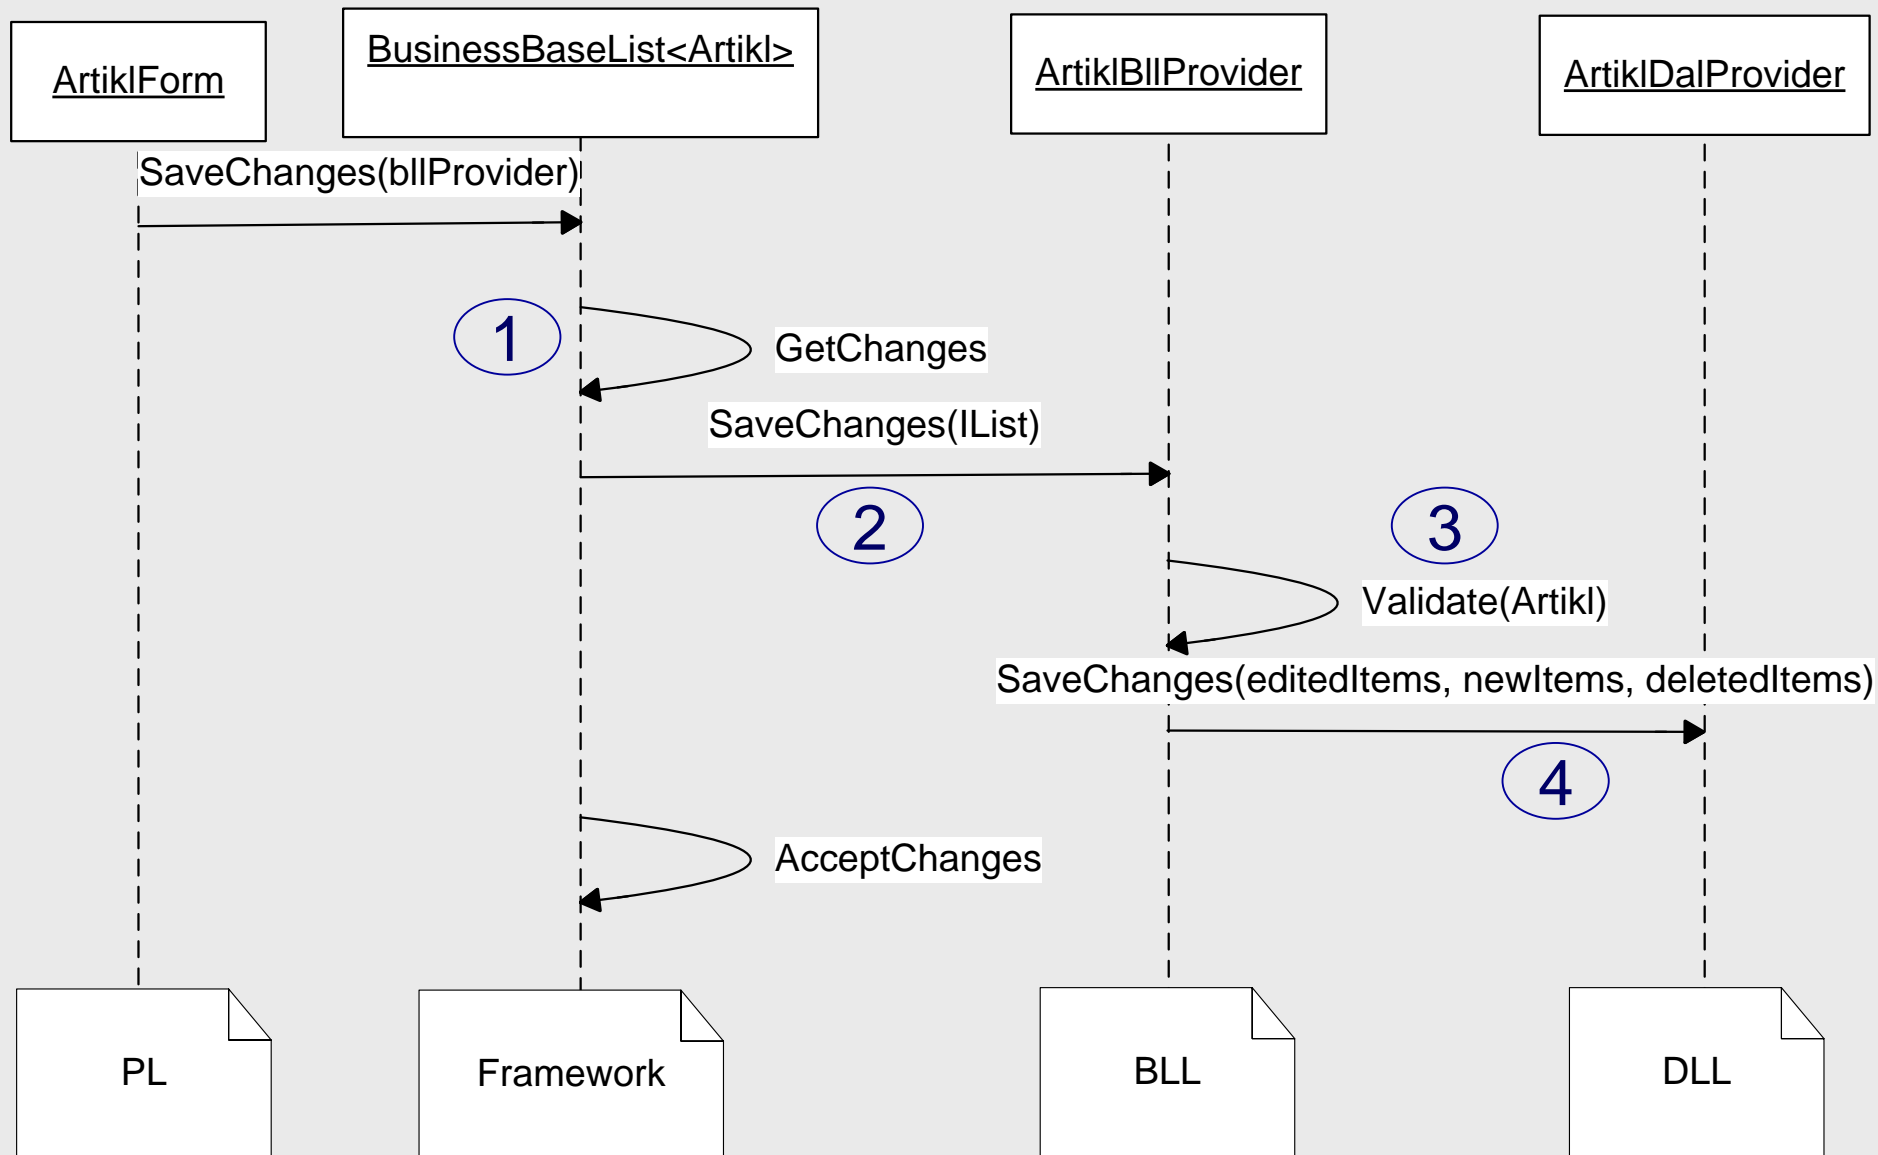 ArtiklForm
BusinessBaseList<Artikl>
ArtiklBllProvider
ArtiklDalProvider
SaveChanges(bllProvider)
1
GetChanges
SaveChanges(IList)
2
3
Validate(Artikl)
SaveChanges(editedItems, newItems, deletedItems)
4
AcceptChanges
PL
Framework
BLL
DLL